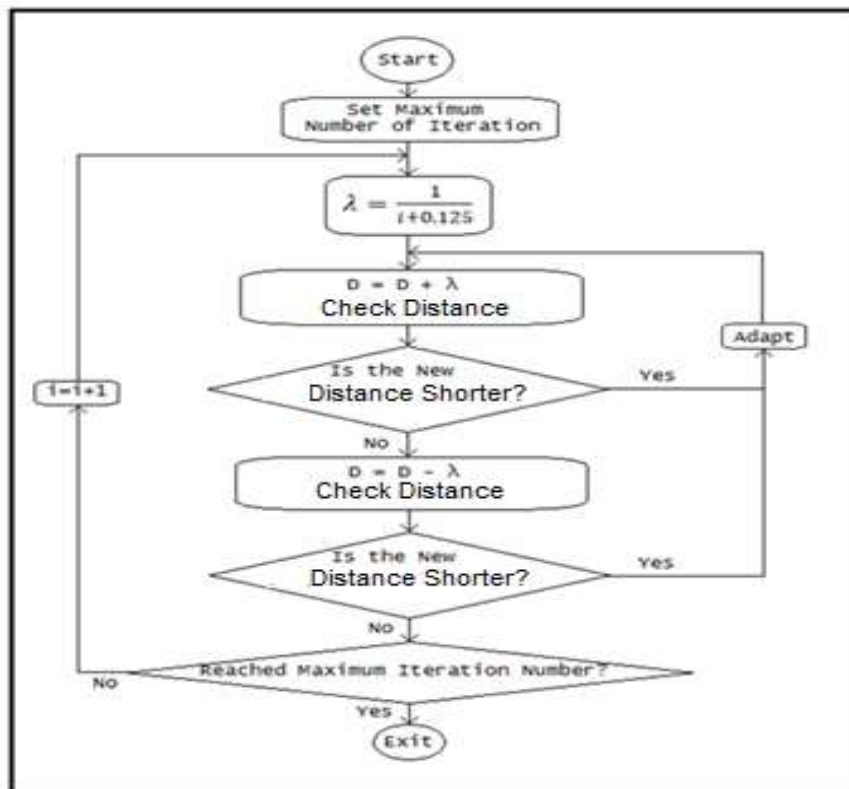 Start
Set Maximum
Number of Iteration
λ = 1 / i+0.125
D = D + λ
Check Distance
Adapt
Is the New
Distance Shorter?
Yes
i=i+1
No
D = D - λ
Check Distance
Is the New
Distance Shorter?
Yes
No
Reached Maximum Iteration Number?
No
Yes
Exit